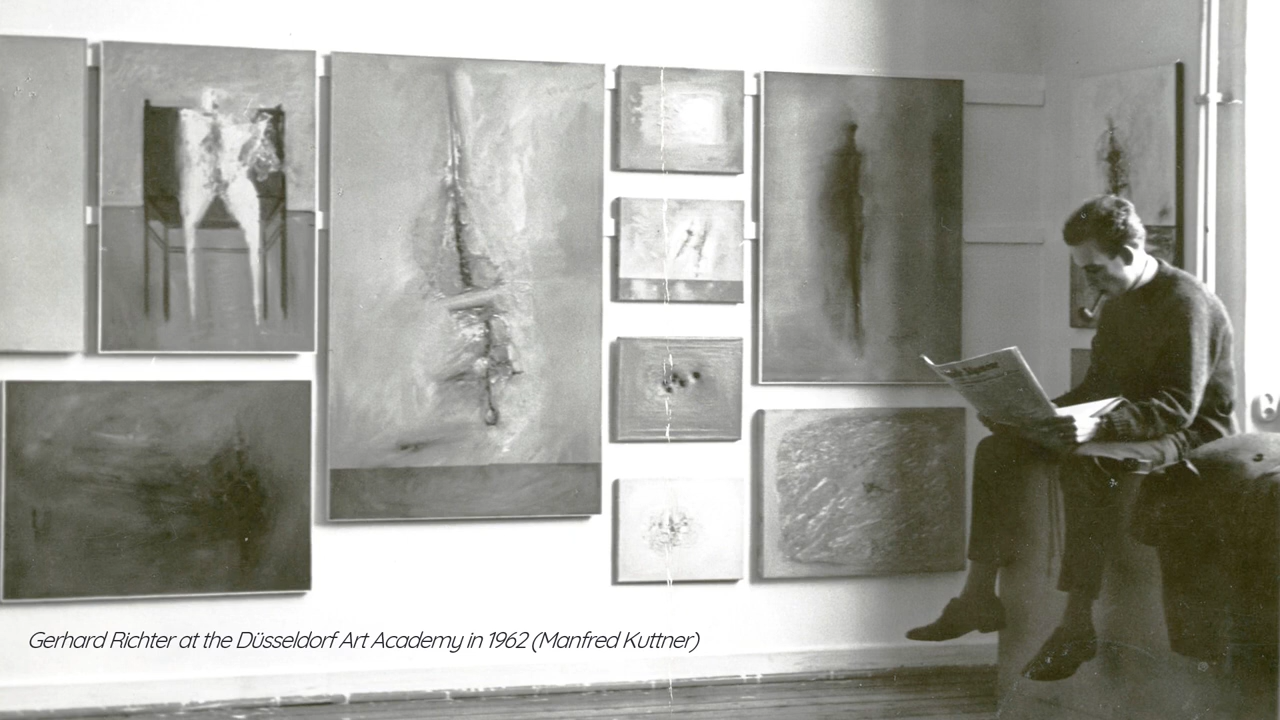 Gerhard Richter at the Düsseldorf Art Academy in 1962 (Manfred Kuttner)